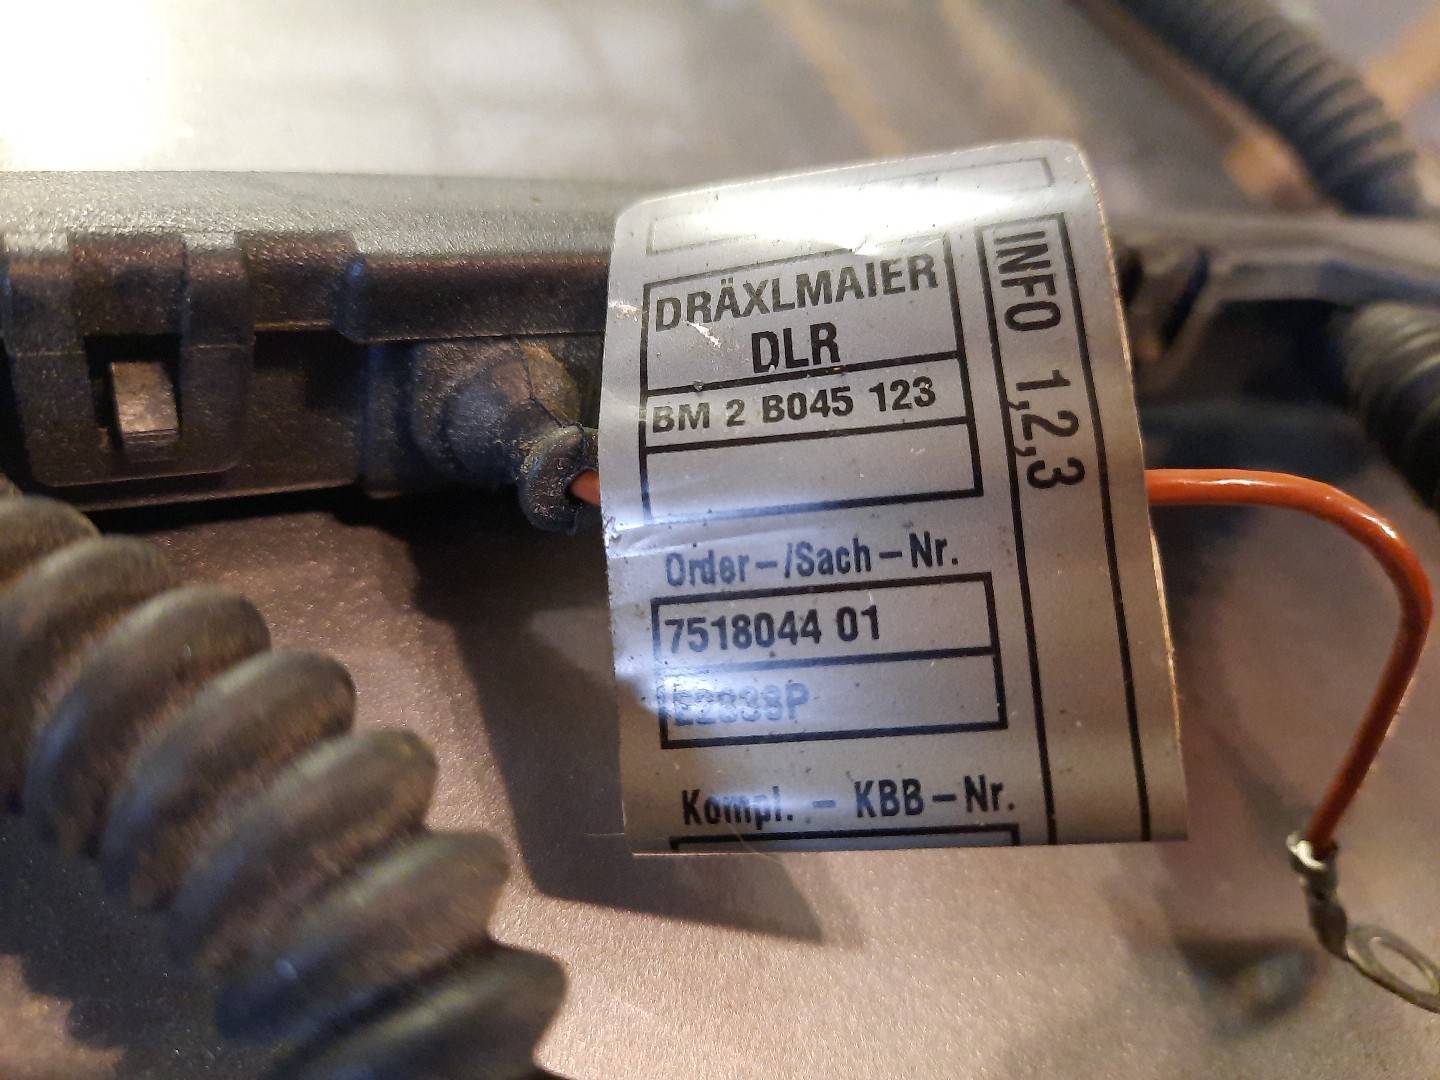 DRÄXLMAIER
DLR
BM 2 B045 123
Order-/Sach-Nr.
7518044 01
Kompl. - KBB-Nr.
INFO 1,2,3